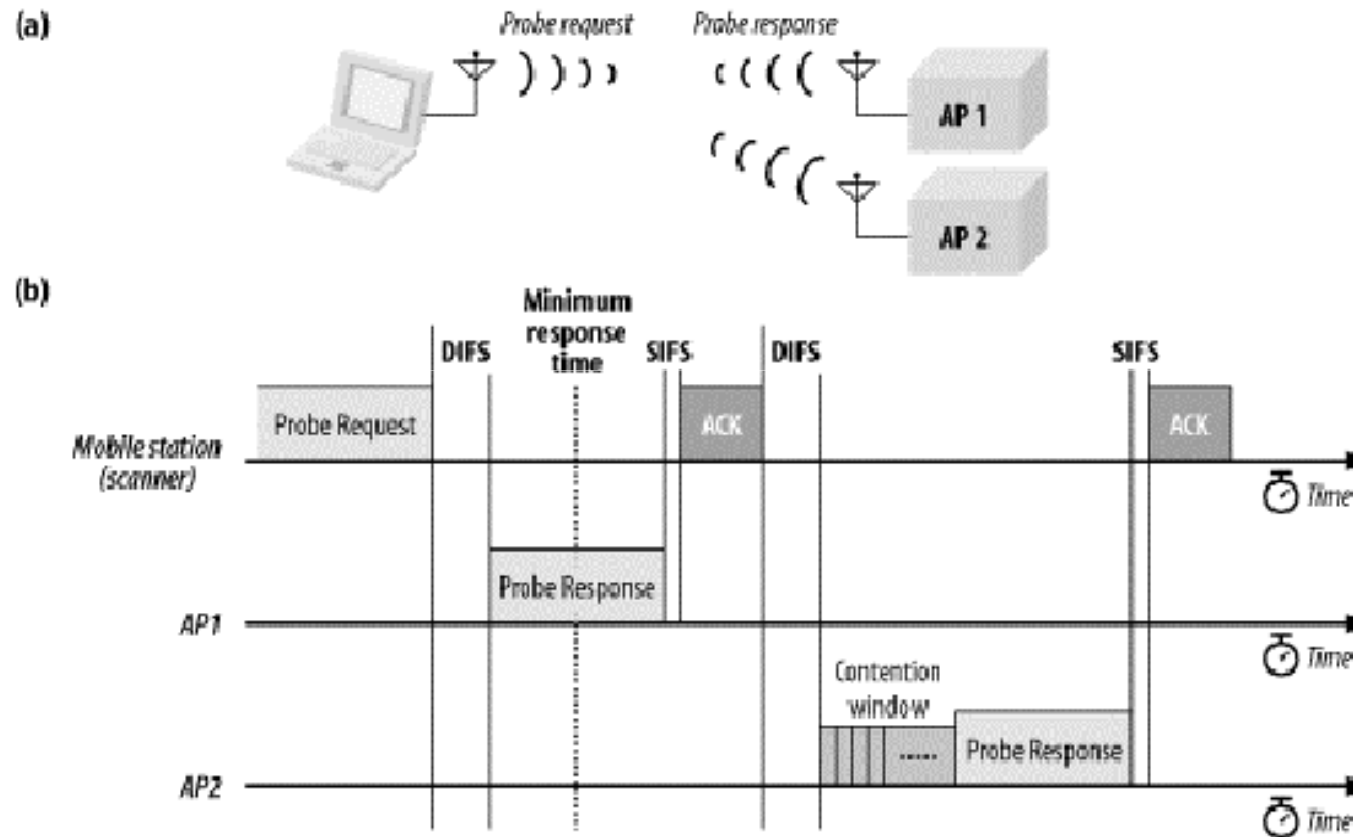 (a)
Probe request
Probe response
AP 1
AP 2
(b)
Minimum
response
time
DIFS
SIFS
DIFS
SIFS
Probe Request
ACK
ACK
Mobile station
(scanner)
Time
Probe Response
AP1
Time
Contention
window
.....
Probe Response
AP2
Time